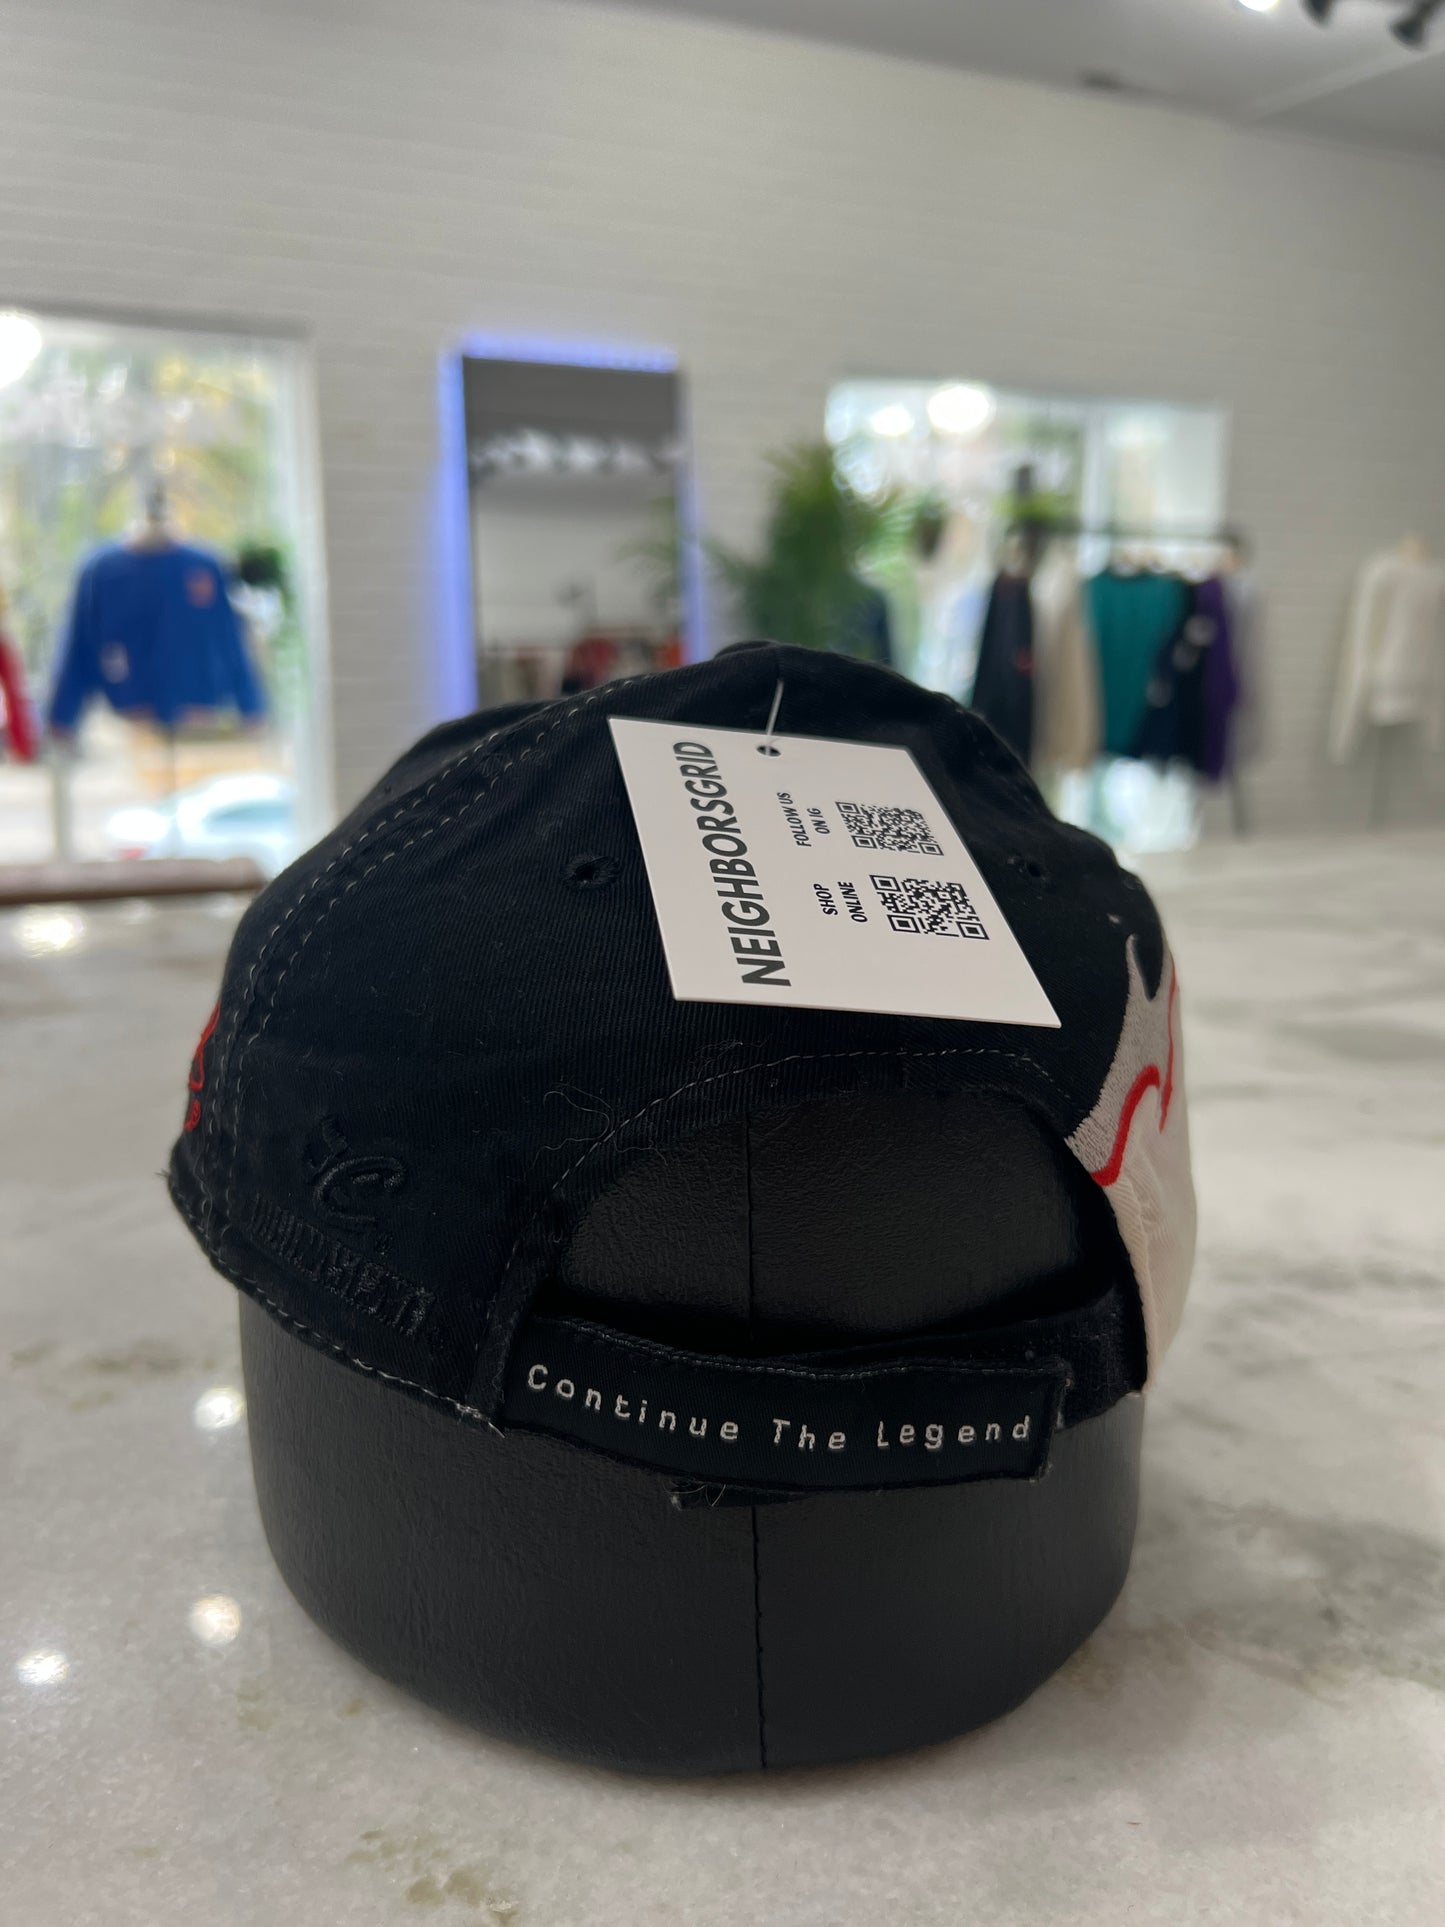 NEIGHBORSGRID
FOLLOW US
ON IG
SHOP
ONLINE
Continue The Legend